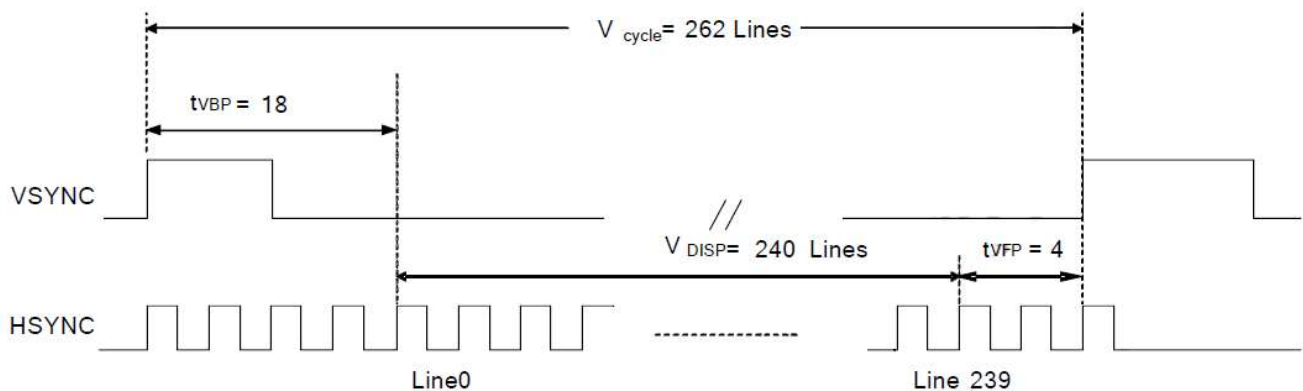 V cycle= 262 Lines
tVBP = 18
VSYNC
V DISP= 240 Lines
tVFP = 4
HSYNC
Line0
Line 239